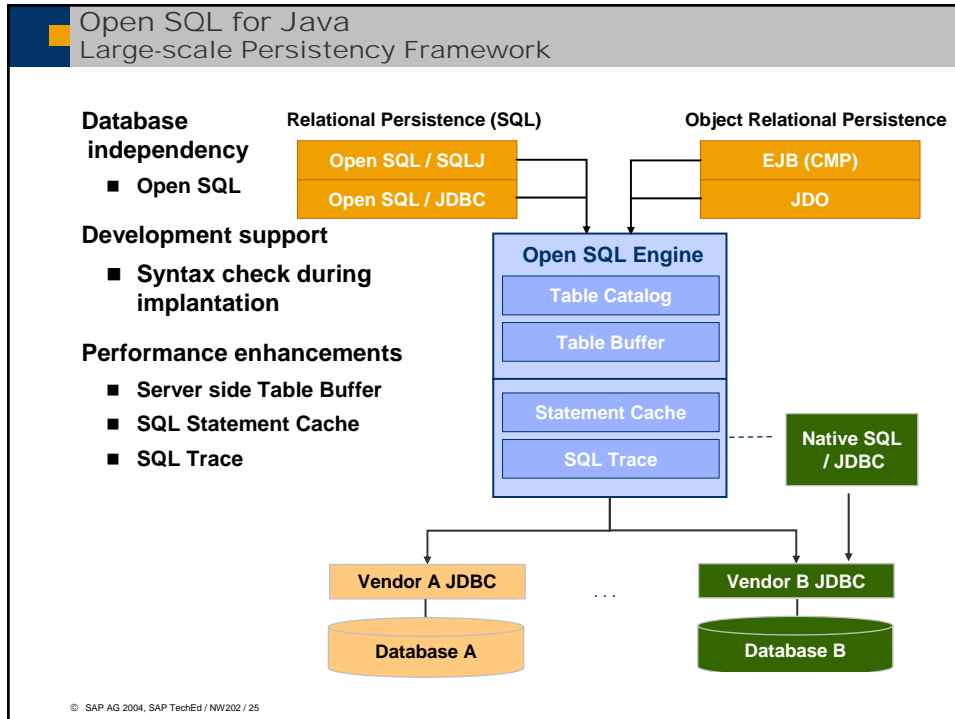 Open SQL for Java
Large-scale Persistency Framework
Database
independency
■ Open SQL
Development support
■ Syntax check during
implantation
Performance enhancements
■ Server side Table Buffer
■ SQL Statement Cache
■ SQL Trace
Relational Persistence (SQL)
Open SQL / SQLJ
Open SQL / JDBC
Object Relational Persistence
EJB (CMP)
JDO
Open SQL Engine
Table Catalog
Table Buffer
Statement Cache
SQL Trace
Native SQL
/ JDBC
Vendor A JDBC
. . .
Vendor B JDBC
Database A
Database B
© SAP AG 2004, SAP TechEd / NW202 / 25